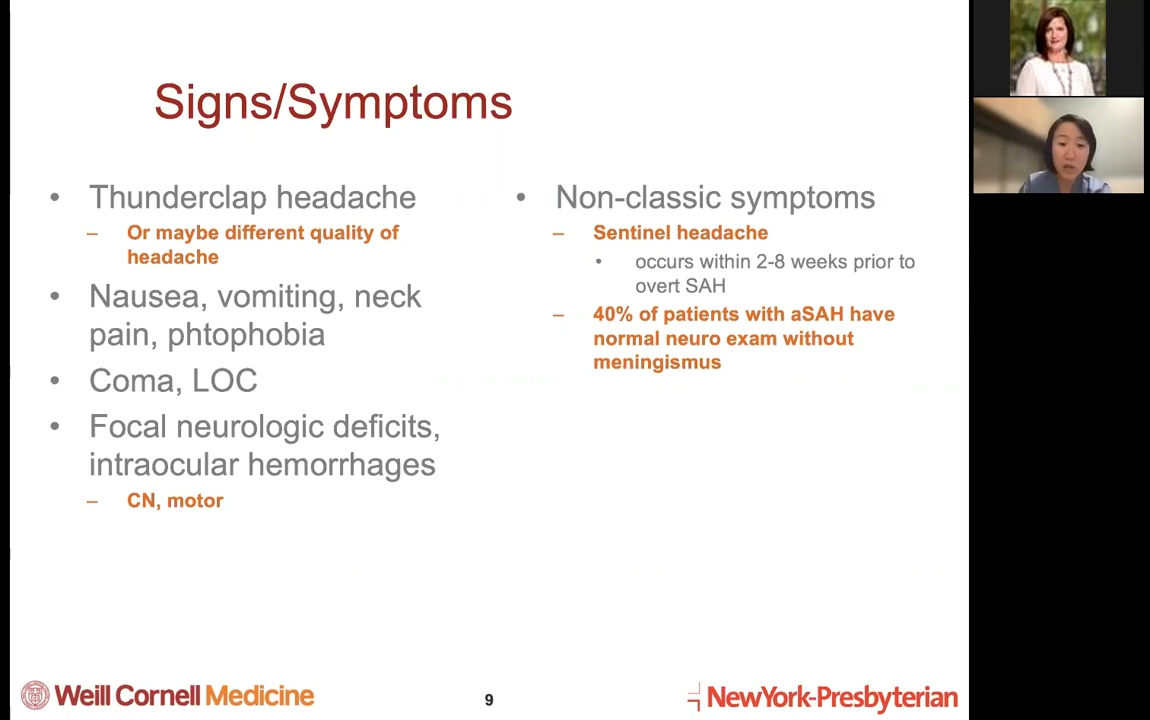 Signs/Symptoms
• Thunderclap headache
– Or maybe different quality of
headache
• Nausea, vomiting, neck
pain, phtophobia
• Coma, LOC
• Focal neurologic deficits,
intraocular hemorrhages
– CN, motor
• Non-classic symptoms
– Sentinel headache
• occurs within 2-8 weeks prior to
overt SAH
– 40% of patients with aSAH have
normal neuro exam without
meningismus
Weill Cornell Medicine
9
NewYork-Presbyterian